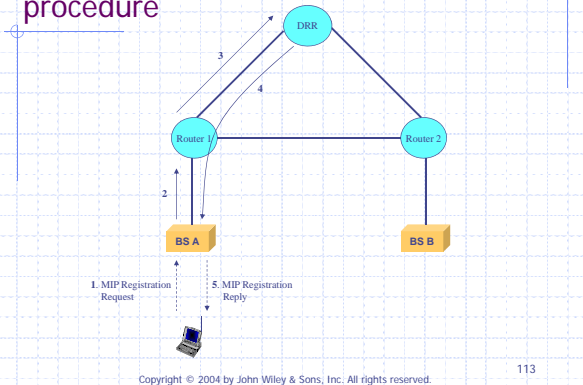 procedure
DRR
3
4
Router 1
Router 2
2
BS A
BS B
1. MIP Registration
Request
5. MIP Registration
Reply
113
Copyright © 2004 by John Wiley & Sons, Inc. All rights reserved.